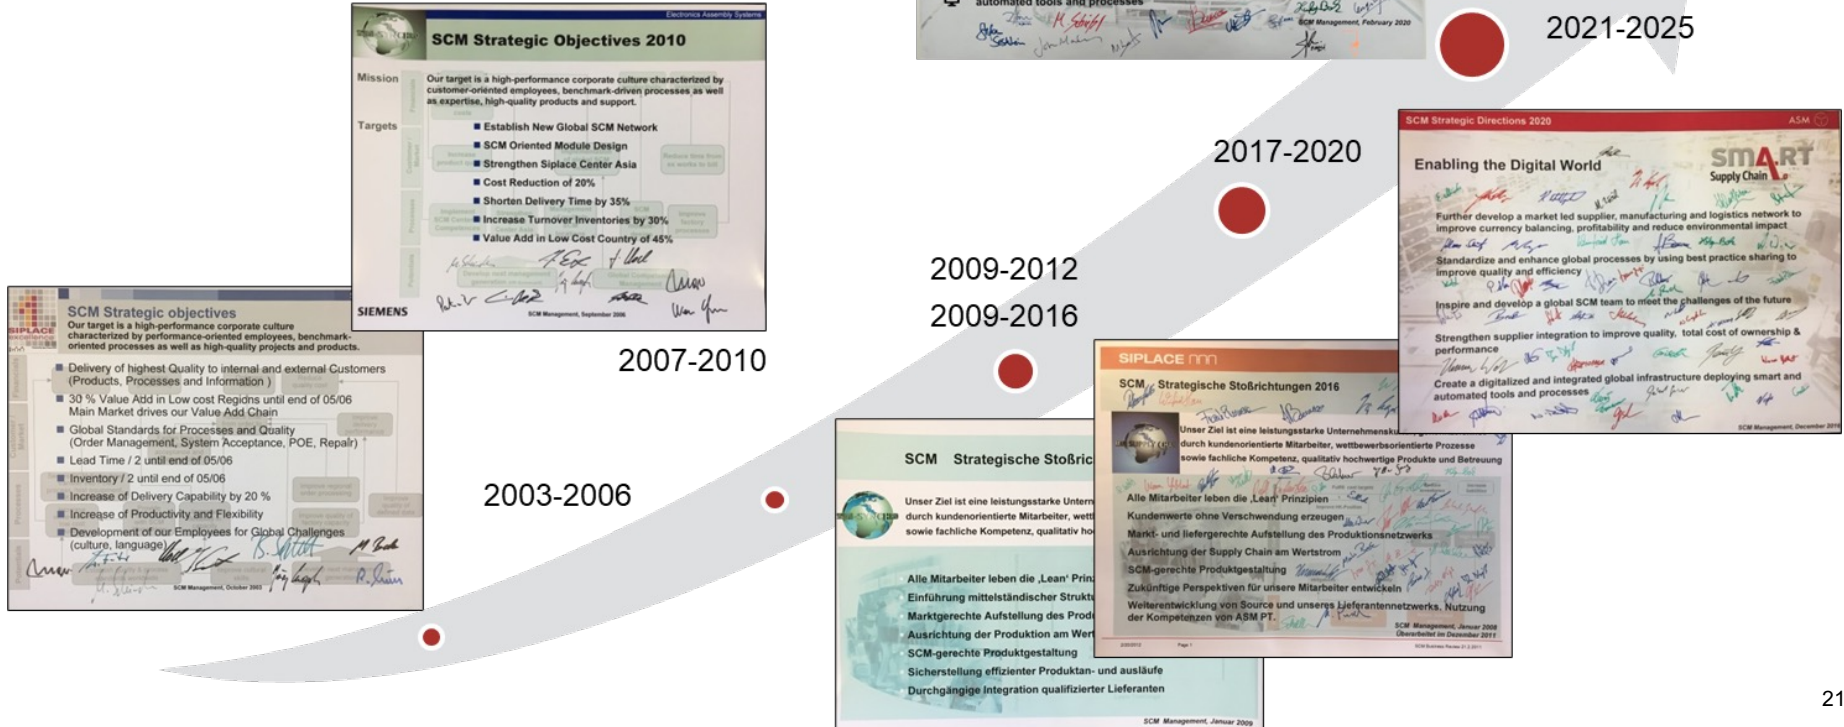 automated tools and processes
SCM Management, February 2020
2021-2025
2017-2020
2009-2012
2009-2016
2007-2010
2003-2006
Electronics Assembly Systems
SCM Strategic Objectives 2010
Mission
Our target is a high-performance corporate culture characterized by
customer-oriented employees, benchmark-driven processes as well
as expertise, high-quality products and support.
Targets
Establish New Global SCM Network
SCM Oriented Module Design
Strengthen Siplace Center Asia
Cost Reduction of 20%
Shorten Delivery Time by 35%
Increase Turnover Inventories by 30%
Value Add in Low Cost Country of 45%
SIEMENS
SCM Management, September 2006
SIPLACE
excellence
SCM Strategic objectives
Our target is a high-performance corporate culture
characterized by performance-oriented employees, benchmark-
oriented processes as well as high-quality projects and products.
Delivery of highest Quality to internal and external Customers
(Products, Processes and Information )
30 % Value Add in Low cost Regions until end of 05/06
Main Market drives our Value Add Chain
Global Standards for Processes and Quality
(Order Management, System Acceptance, POE, Repair)
Lead Time / 2 until end of 05/06
Inventory / 2 until end of 05/06
Increase of Delivery Capability by 20 %
Increase of Productivity and Flexibility
Development of our Employees for Global Challenges
(culture, language)
SCM Management, October 2003
SCM Strategische Stoßric
Unser Ziel ist eine leistungsstarke Untern
durch kundenorientierte Mitarbeiter, wett
sowie fachliche Kompetenz, qualitativ ho
Alle Mitarbeiter leben die ‚Lean' Prin
Einführung mittelständischer Struktu
Marktgerechte Aufstellung des Prod
Ausrichtung der Produktion am Wert
SCM-gerechte Produktgestaltung
Sicherstellung effizienter Produktan- und ausläufe
Durchgängige Integration qualifizierter Lieferanten
SCM Management, Januar 2009
SIPLACE
SCM Strategische Stoßrichtungen 2016
Unser Ziel ist eine leistungsstarke Unternehmensku
durch kundenorientierte Mitarbeiter, wettbewerbsorientierte Prozesse
sowie fachliche Kompetenz, qualitativ hochwertige Produkte und Betreuung
Alle Mitarbeiter leben die ‚Lean' Prinzipien
Kundenwerte ohne Verschwendung erzeugen
Markt- und liefergerechte Aufstellung des Produktionsnetzwerks
Ausrichtung der Supply Chain am Wertstrom
SCM-gerechte Produktgestaltung
Zukünftige Perspektiven für unsere Mitarbeiter entwickeln
Weiterentwicklung von Source und unseres Lieferantennetzwerks, Nutzung
der Kompetenzen von ASM PT.
SCM Management, Januar 2008
Überarbeitet im Dezember 2011
Page 1
SCM Strategic Directions 2020
ASM
Enabling the Digital World
SMART
Supply Chain
Further develop a market led supplier, manufacturing and logistics network to
improve currency balancing, profitability and reduce environmental impact
Standardize and enhance global processes by using best practice sharing to
improve quality and efficiency
Inspire and develop a global SCM team to meet the challenges of the future
Strengthen supplier integration to improve quality, total cost of ownership &
performance
Create a digitalized and integrated global infrastructure deploying smart and
automated tools and processes
SCM Management, December 2016
21